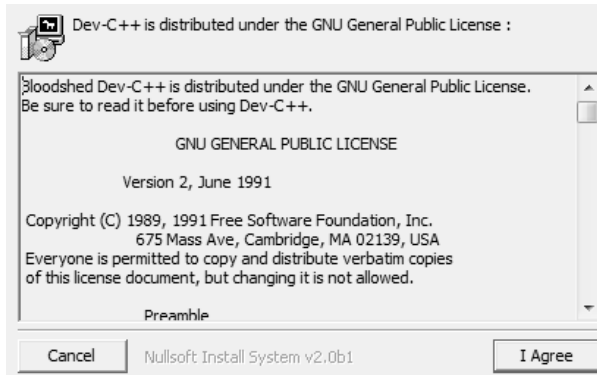 Dev-C++ is distributed under the GNU General Public License :
Bloodshed Dev-C++ is distributed under the GNU General Public License.
Be sure to read it before using Dev-C++.
GNU GENERAL PUBLIC LICENSE
Version 2, June 1991
Copyright (C) 1989, 1991 Free Software Foundation, Inc.
675 Mass Ave, Cambridge, MA 02139, USA
Everyone is permitted to copy and distribute verbatim copies
of this license document, but changing it is not allowed.
Preamble
Cancel
Nullsoft Install System v2.0b1
I Agree